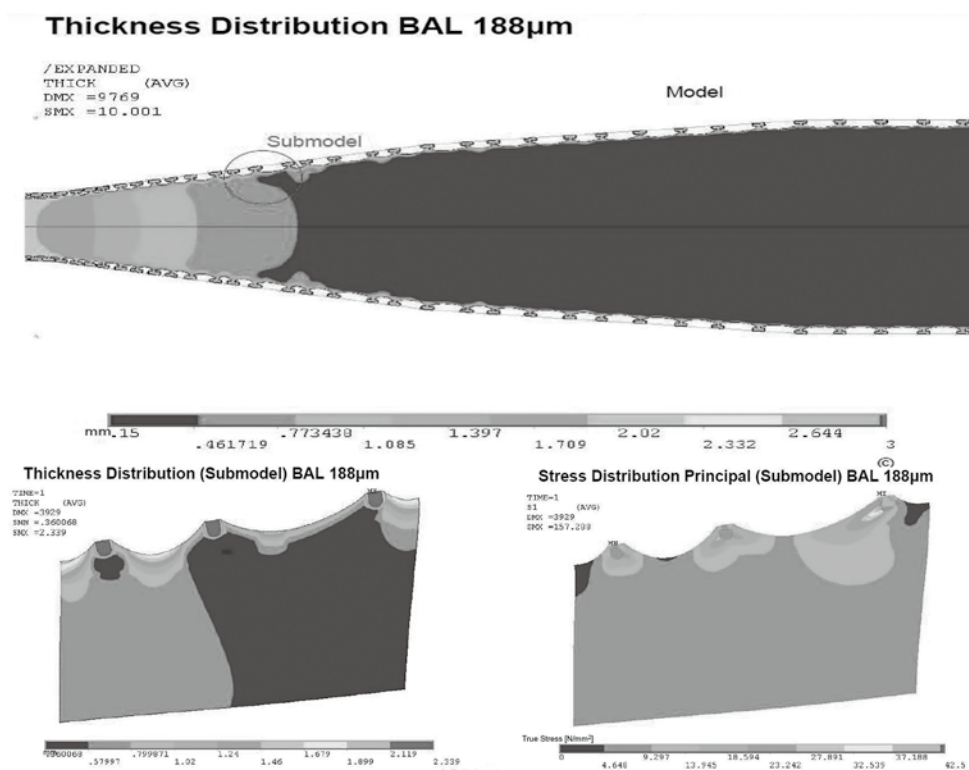 Thickness Distribution BAL 188µm
/EXPANDED
THICK (AVG)
DMX =9769
SMX =10.001
Model
Submodel
mm.15 .461719 .773438 1.085 1.397 1.709 2.02 2.332 2.644 3
(C)
Thickness Distribution (Submodel) BAL 188µm
TIME=1
THICK (AVG)
DMX =3929
SMN =.360068
SMX =2.339
.360068 .57997 .799871 1.02 1.24 1.46 1.679 1.899 2.119 2.339
Stress Distribution Principal (Submodel) BAL 188µm
TIME=1
S1 (AVG)
DMX =3929
SMX =157.288
MX
MN
True Stress [N/mm²]
0 4.648 9.297 13.945 18.594 23.242 27.891 32.539 37.188 42.5